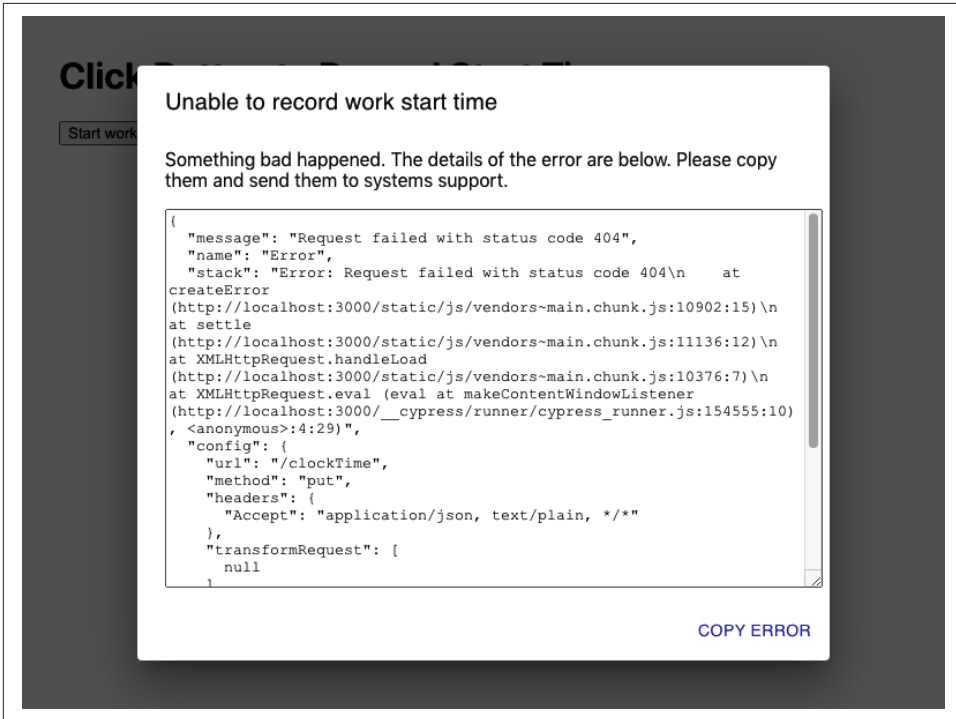 Click
Start work
Unable to record work start time
Something bad happened. The details of the error are below. Please copy
them and send them to systems support.
{
  "message": "Request failed with status code 404",
  "name": "Error",
  "stack": "Error: Request failed with status code 404\n    at
createError
(http://localhost:3000/static/js/vendors~main.chunk.js:10902:15)\n
at settle
(http://localhost:3000/static/js/vendors~main.chunk.js:11136:12)\n
at XMLHttpRequest.handleLoad
(http://localhost:3000/static/js/vendors~main.chunk.js:10376:7)\n
at XMLHttpRequest.eval (eval at makeContentWindowListener
(http://localhost:3000/__cypress/runner/cypress_runner.js:154555:10)
, <anonymous>:4:29)",
  "config": {
    "url": "/clockTime",
    "method": "put",
    "headers": {
      "Accept": "application/json, text/plain, */*"
    },
    "transformRequest": [
      null
    ]
COPY ERROR